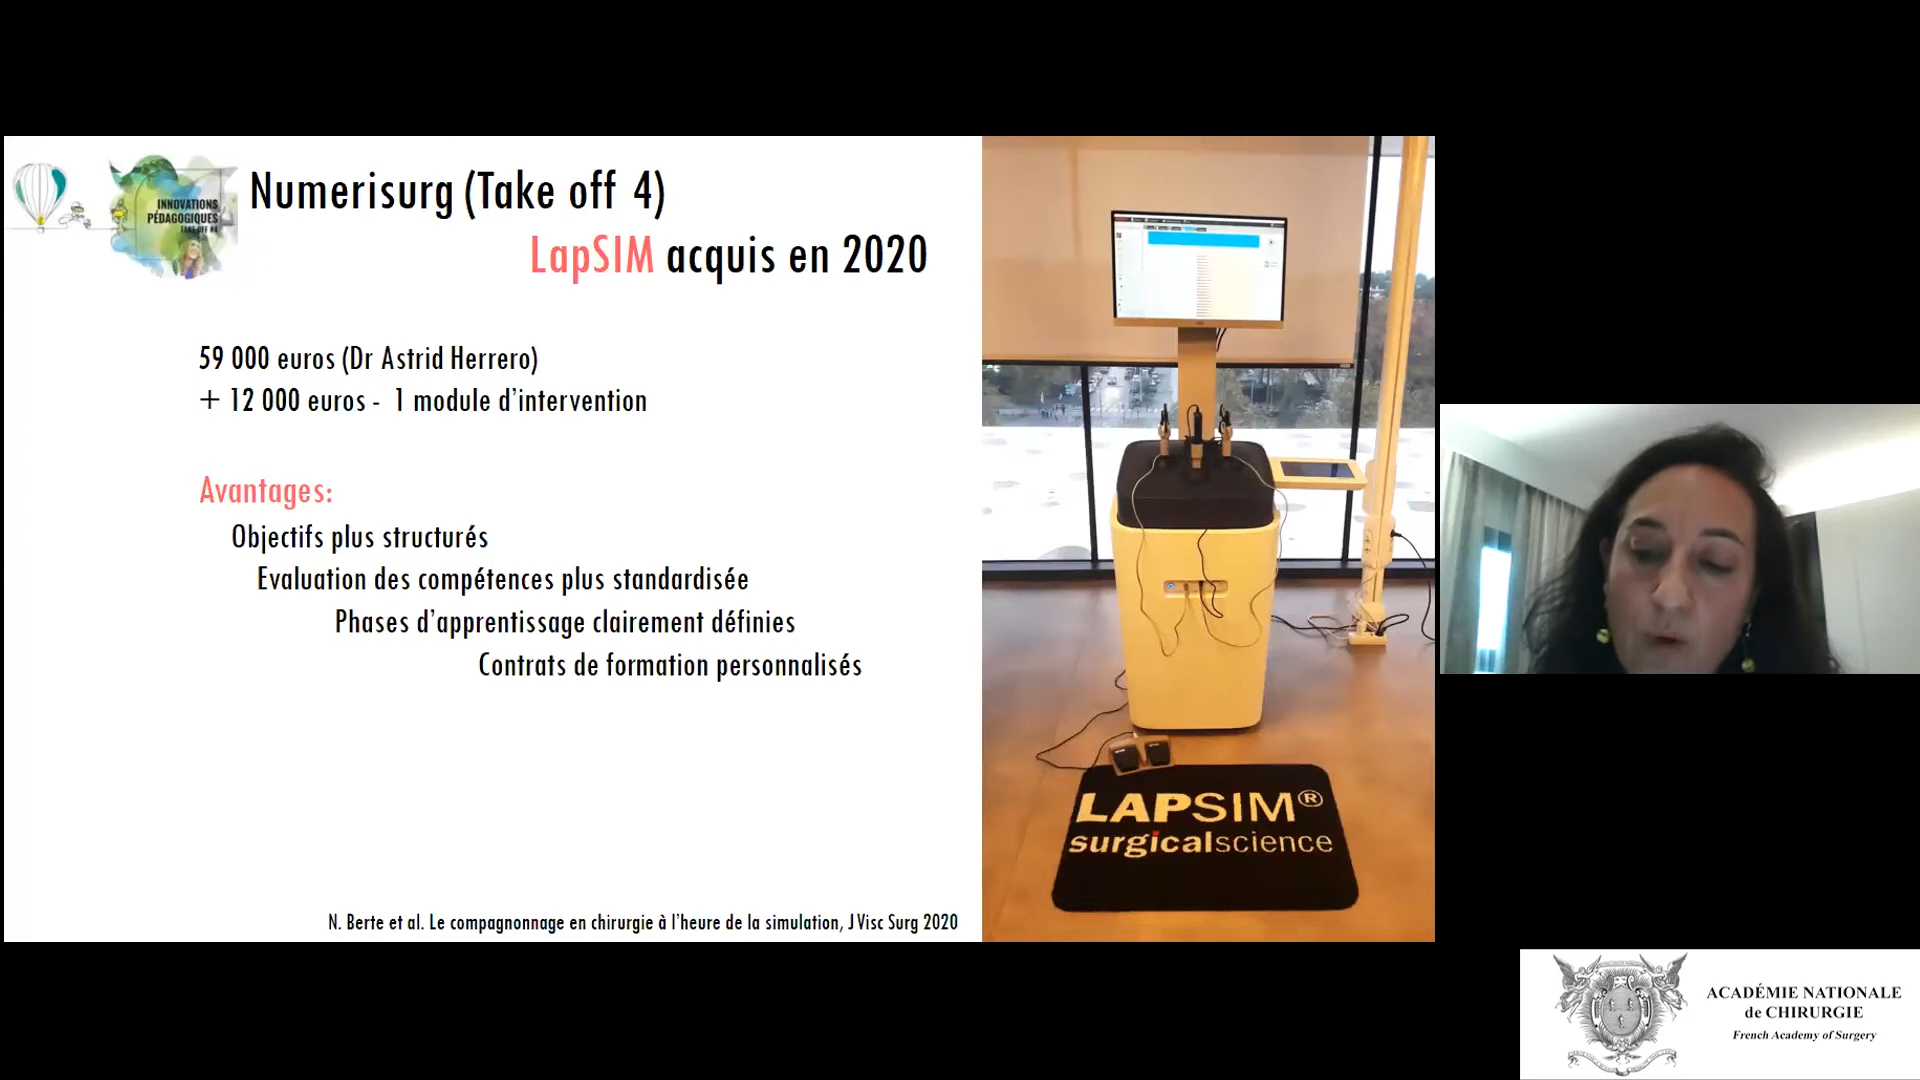 INNOVATIONS
PÉDAGOGIQUES
TAKE OFF #4
Numerisurg (Take off 4)
LapSIM acquis en 2020
59 000 euros (Dr Astrid Herrero)
+ 12 000 euros - 1 module d’intervention
Avantages:
Objectifs plus structurés
Evaluation des compétences plus standardisée
Phases d’apprentissage clairement définies
Contrats de formation personnalisés
N. Berte et al. Le compagnonnage en chirurgie à l’heure de la simulation, J Visc Surg 2020
LAPSIM®
surgicalscience
ACADÉMIE NATIONALE
de CHIRURGIE
French Academy of Surgery